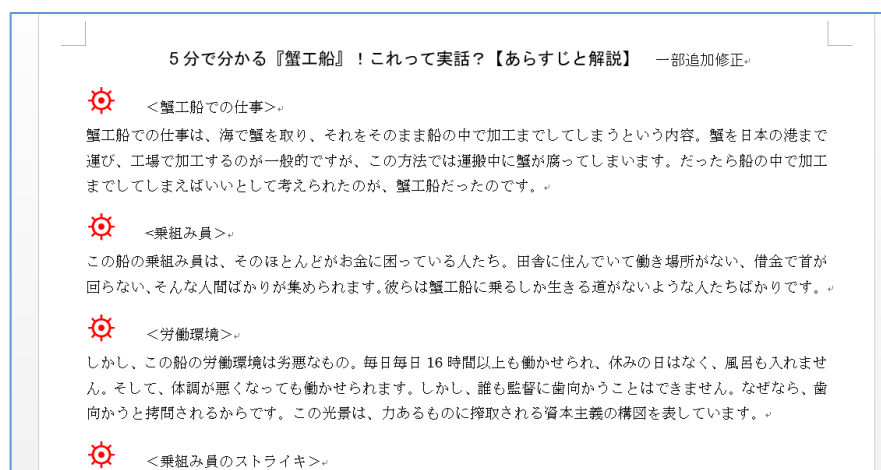 5分で分かる『蟹工船』！これって実話？【あらすじと解説】 一部追加修正
＜蟹工船での仕事＞
蟹工船での仕事は、海で蟹を取り、それをそのまま船の中で加工までしてしまうという内容。蟹を日本の港まで
運び、工場で加工するのが一般的ですが、この方法では運搬中に蟹が腐ってしまいます。だったら船の中で加工
までしてしまえばいいとして考えられたのが、蟹工船だったのです。
<乗組み員＞
この船の乗組み員は、そのほとんどがお金に困っている人たち。田舎に住んでいて働き場所がない、借金で首が
回らない、そんな人間ばかりが集められます。彼らは蟹工船に乗るしか生きる道がないような人たちばかりです。
＜労働環境＞
しかし、この船の労働環境は劣悪なもの。毎日毎日 16 時間以上も働かせられ、休みの日はなく、風呂も入れませ
ん。そして、体調が悪くなっても働かせられます。しかし、誰も監督に歯向かうことはできません。なぜなら、歯
向かうと拷問されるからです。この光景は、力あるものに搾取される資本主義の構図を表しています。
＜乗組み員のストライキ＞